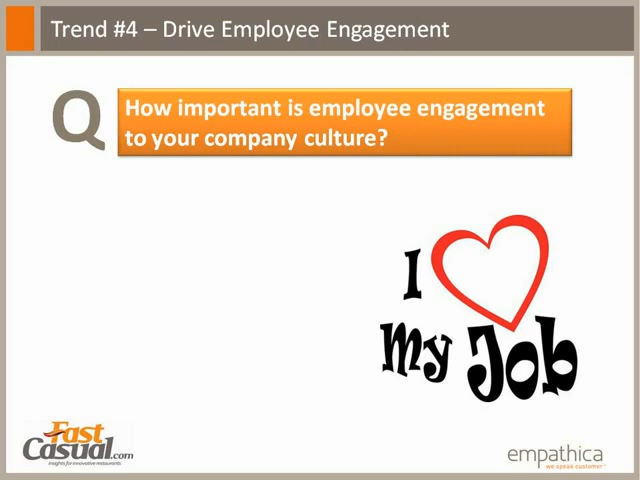 Trend #4 – Drive Employee Engagement
Q
How important is employee engagement
to your company culture?
I
My Job
Fast
Casual.com
insights for innovative restaurants
empathica
we speak customer™